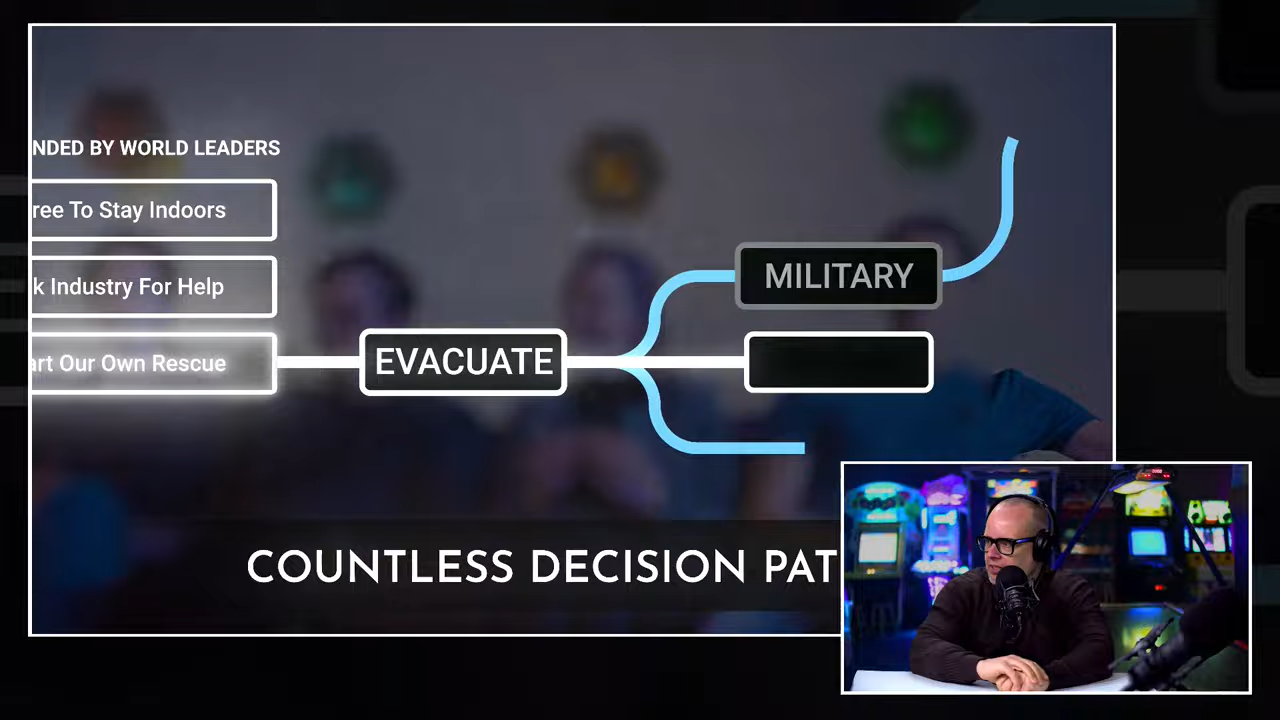 NDED BY WORLD LEADERS
ree To Stay Indoors
k Industry For Help
art Our Own Rescue
EVACUATE
MILITARY
COUNTLESS DECISION PAT